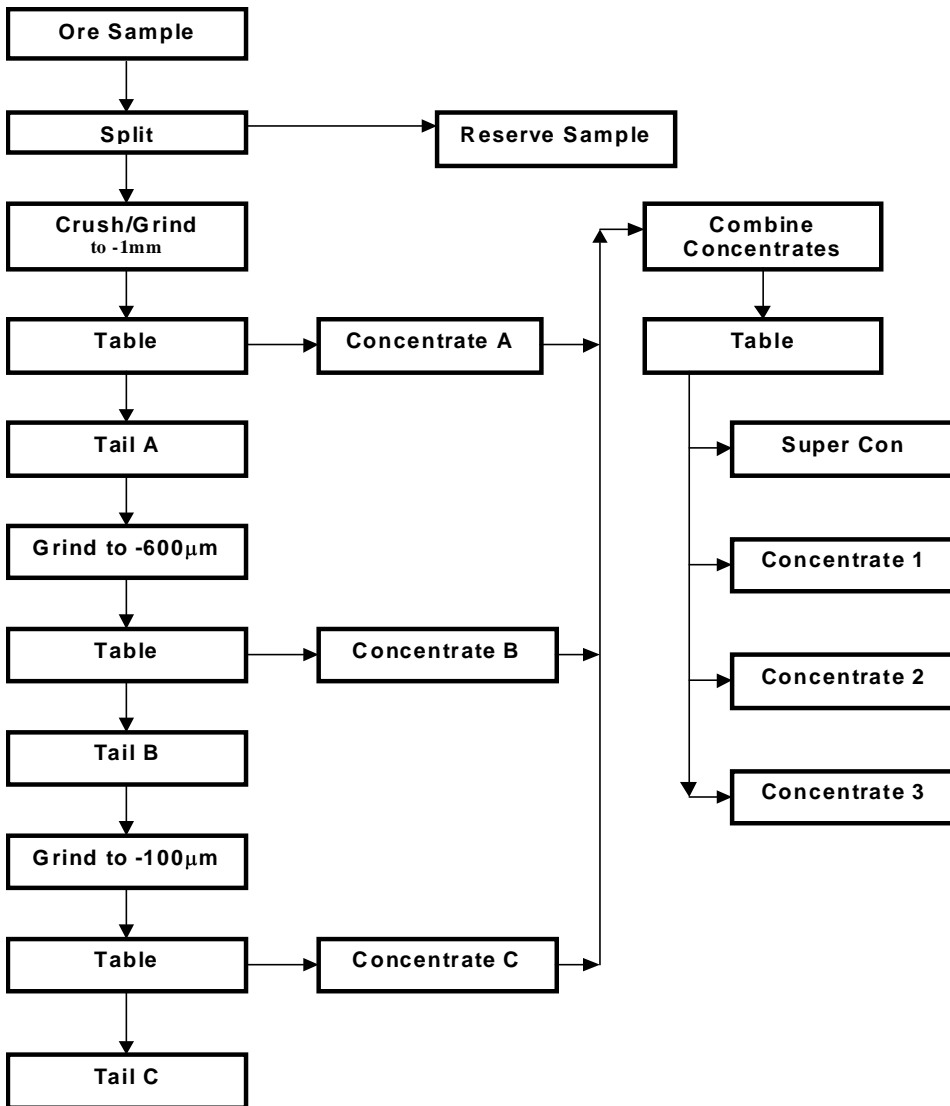 Ore Sample
Split
Reserve Sample
Crush/Grind
to -1mm
Combine
Concentrates
Table
Concentrate A
Table
Tail A
Super Con
Grind to -600μm
Concentrate 1
Table
Concentrate B
Concentrate 2
Tail B
Concentrate 3
Grind to -100μm
Table
Concentrate C
Tail C